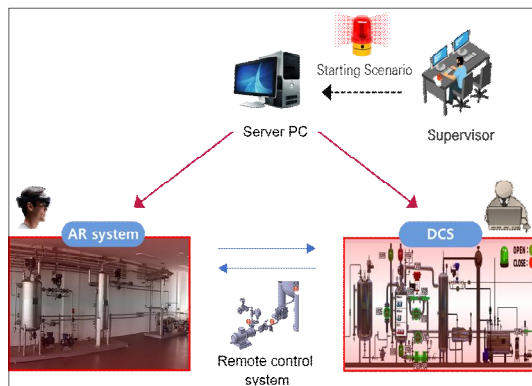 Starting Scenario
Server PC
Supervisor
AR system
DCS
OPEN :
CLOSE :
Remote control
system